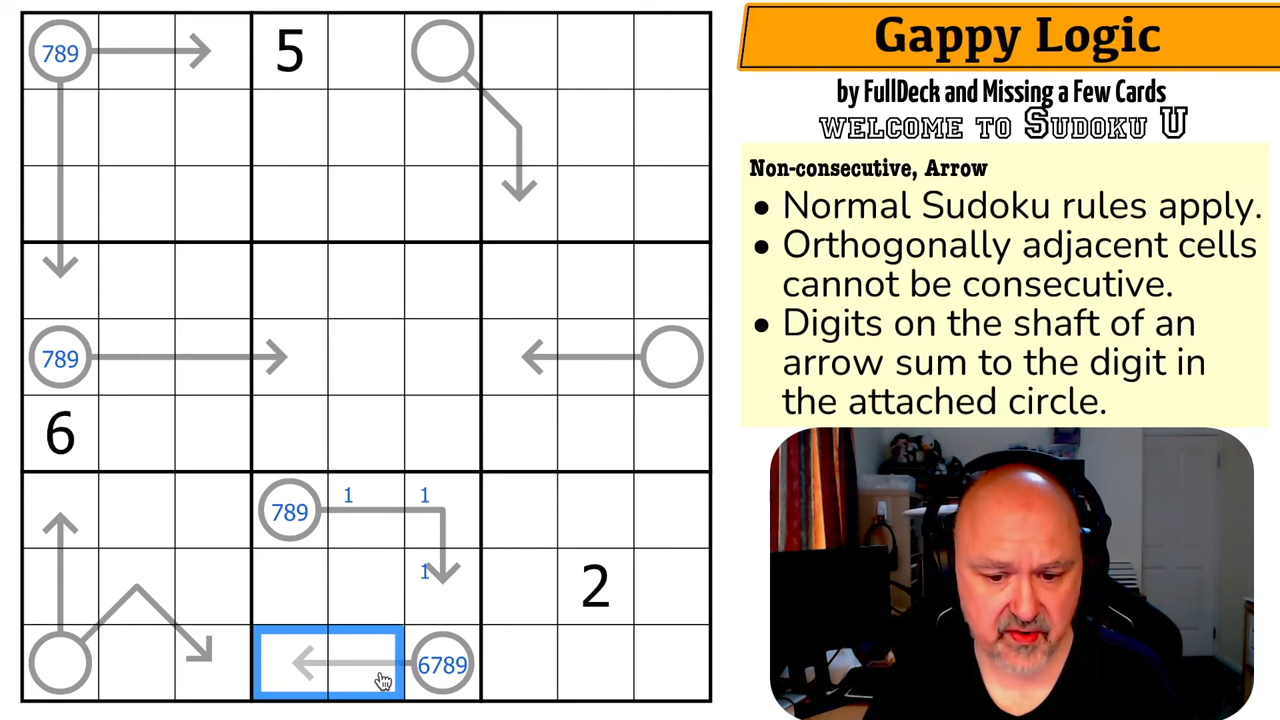 Gappy Logic
by FullDeck and Missing a Few Cards
WELCOME TO SUDOKU U
Non-consecutive, Arrow
• Normal Sudoku rules apply.
• Orthogonally adjacent cells
cannot be consecutive.
• Digits on the shaft of an
arrow sum to the digit in
the attached circle.
789 5
789
6
789 1 1
1 2
6789